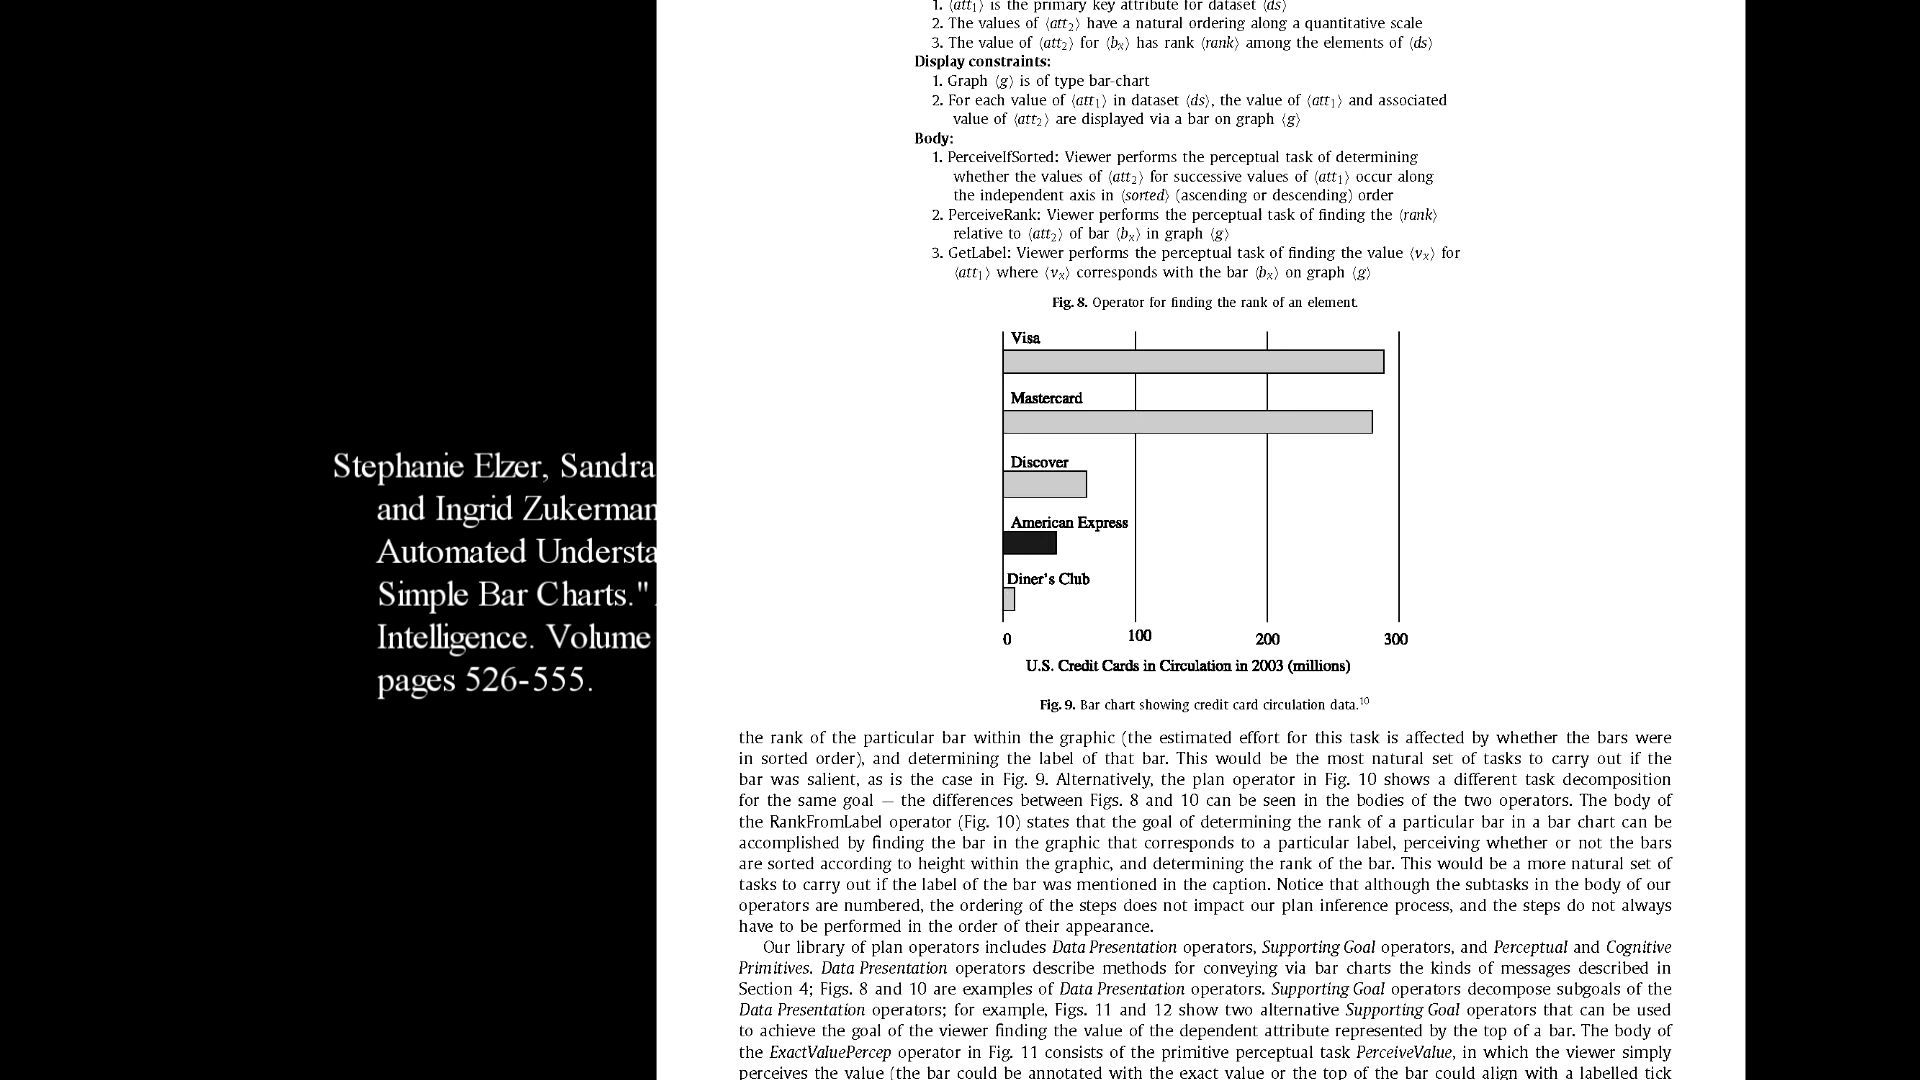 Stephanie Elzer, Sandra
and Ingrid Zukerman
Automated Understa
Simple Bar Charts."
Intelligence. Volume
pages 526-555.
1. ⟨att₁⟩ is the primary key attribute for dataset ⟨ds⟩
2. The values of ⟨att₂⟩ have a natural ordering along a quantitative scale
3. The value of ⟨att₂⟩ for ⟨bₓ⟩ has rank ⟨rank⟩ among the elements of ⟨ds⟩
Display constraints:
1. Graph ⟨g⟩ is of type bar-chart
2. For each value of ⟨att₁⟩ in dataset ⟨ds⟩, the value of ⟨att₁⟩ and associated
value of ⟨att₂⟩ are displayed via a bar on graph ⟨g⟩
Body:
1. PerceiveIfSorted: Viewer performs the perceptual task of determining
whether the values of ⟨att₂⟩ for successive values of ⟨att₁⟩ occur along
the independent axis in ⟨sorted⟩ (ascending or descending) order
2. PerceiveRank: Viewer performs the perceptual task of finding the ⟨rank⟩
relative to ⟨att₂⟩ of bar ⟨bₓ⟩ in graph ⟨g⟩
3. GetLabel: Viewer performs the perceptual task of finding the value ⟨vₓ⟩ for
⟨att₁⟩ where ⟨vₓ⟩ corresponds with the bar ⟨bₓ⟩ on graph ⟨g⟩
Fig. 8. Operator for finding the rank of an element.
Visa
Mastercard
Discover
American Express
Diner's Club
0 100 200 300
U.S. Credit Cards in Circulation in 2003 (millions)
Fig. 9. Bar chart showing credit card circulation data.¹⁰
the rank of the particular bar within the graphic (the estimated effort for this task is affected by whether the bars were
in sorted order), and determining the label of that bar. This would be the most natural set of tasks to carry out if the
bar was salient, as is the case in Fig. 9. Alternatively, the plan operator in Fig. 10 shows a different task decomposition
for the same goal — the differences between Figs. 8 and 10 can be seen in the bodies of the two operators. The body of
the RankFromLabel operator (Fig. 10) states that the goal of determining the rank of a particular bar in a bar chart can be
accomplished by finding the bar in the graphic that corresponds to a particular label, perceiving whether or not the bars
are sorted according to height within the graphic, and determining the rank of the bar. This would be a more natural set of
tasks to carry out if the label of the bar was mentioned in the caption. Notice that although the subtasks in the body of our
operators are numbered, the ordering of the steps does not impact our plan inference process, and the steps do not always
have to be performed in the order of their appearance.
Our library of plan operators includes Data Presentation operators, Supporting Goal operators, and Perceptual and Cognitive
Primitives. Data Presentation operators describe methods for conveying via bar charts the kinds of messages described in
Section 4; Figs. 8 and 10 are examples of Data Presentation operators. Supporting Goal operators decompose subgoals of the
Data Presentation operators; for example, Figs. 11 and 12 show two alternative Supporting Goal operators that can be used
to achieve the goal of the viewer finding the value of the dependent attribute represented by the top of a bar. The body of
the ExactValuePercep operator in Fig. 11 consists of the primitive perceptual task PerceiveValue, in which the viewer simply
perceives the value (the bar could be annotated with the exact value or the top of the bar could align with a labelled tick